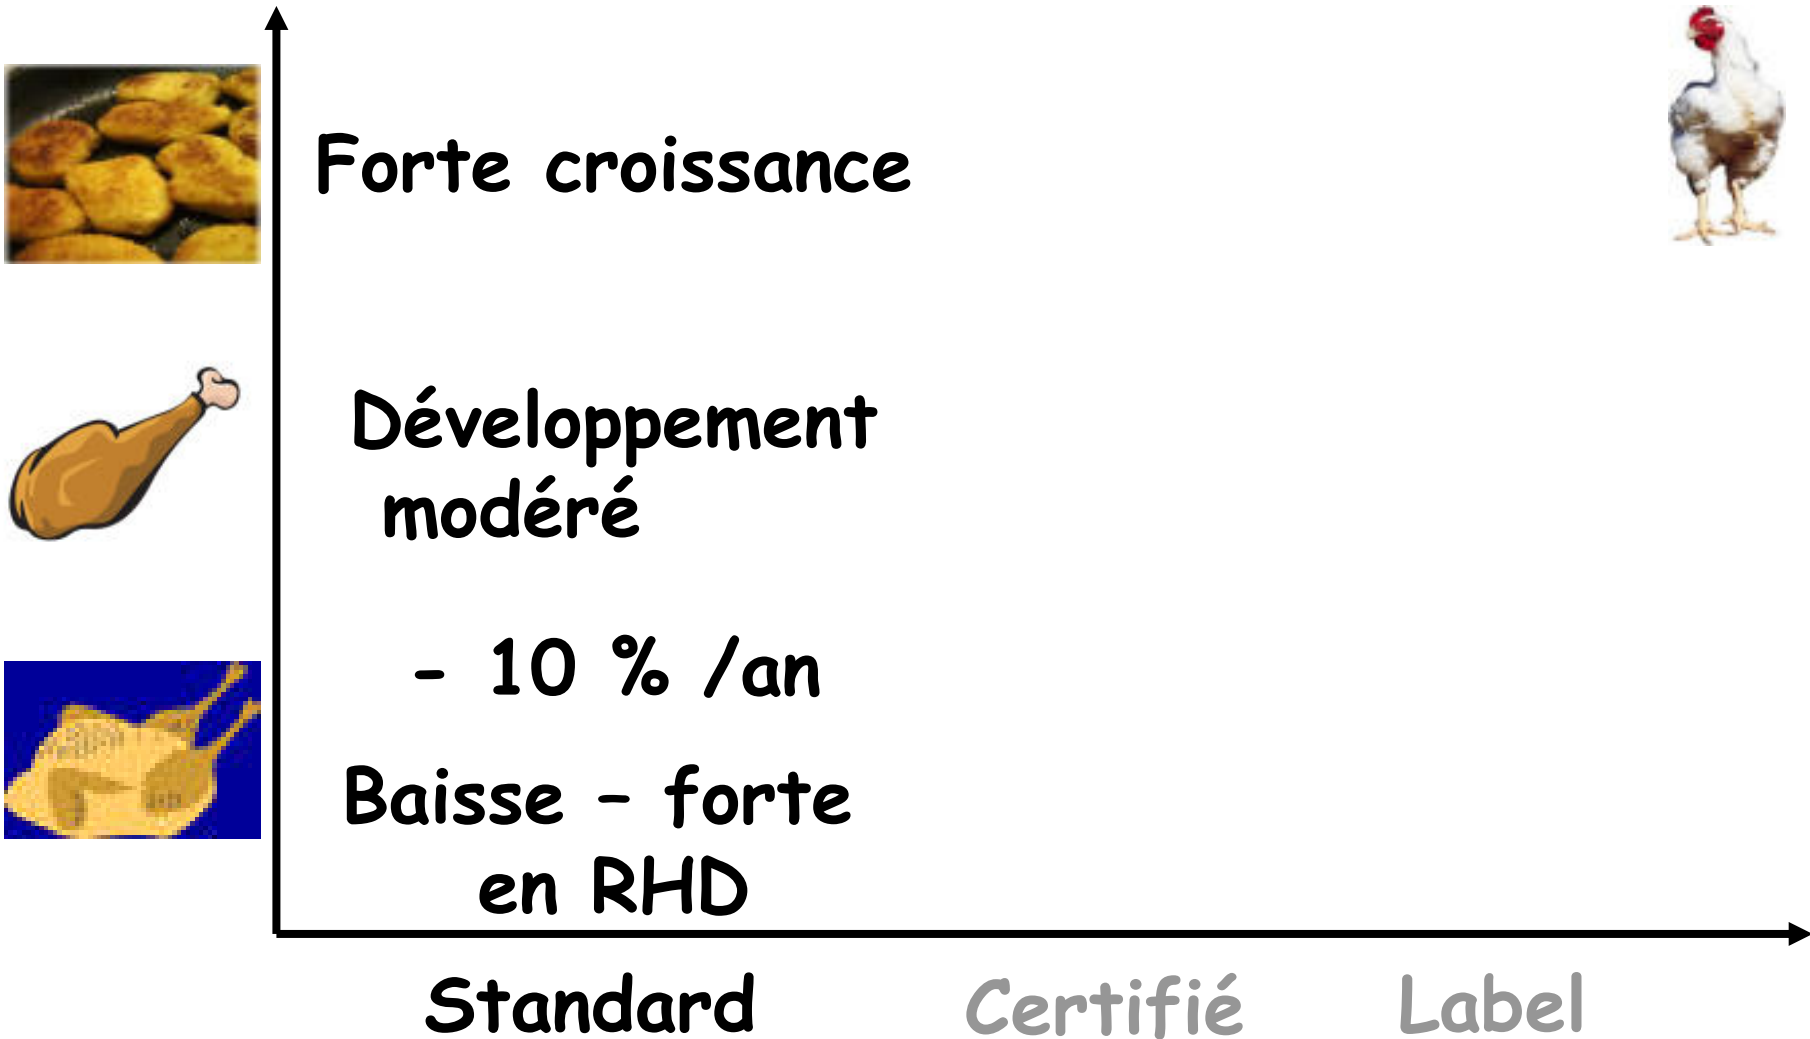 Forte croissance
Développement
modéré
- 10 % /an
Baisse – forte
en RHD
Standard
Certifié
Label